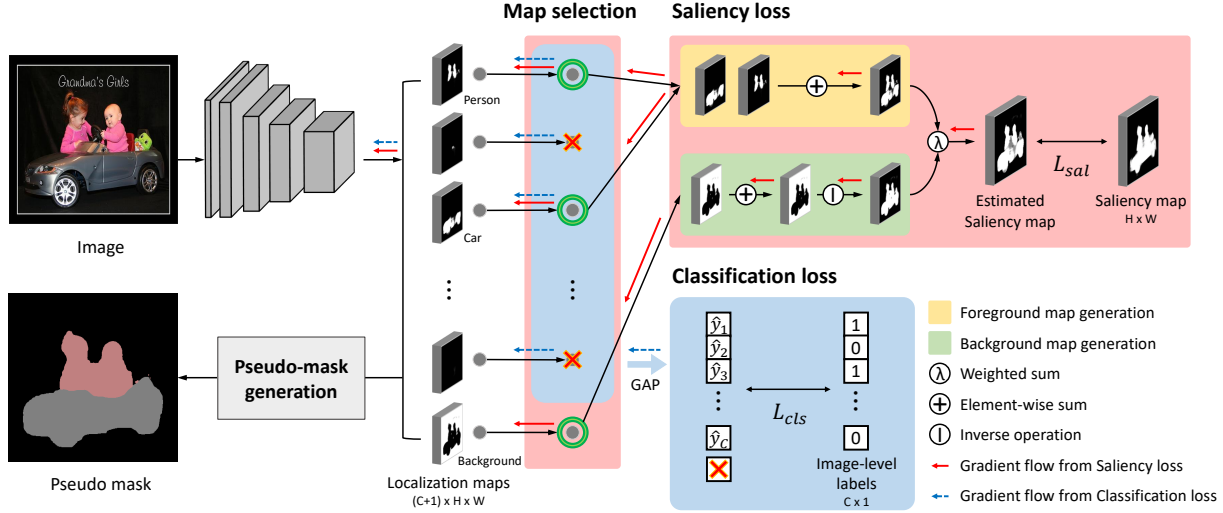 Map selection
Saliency loss
Grandma's Girls
Person
Car
Background
Image
Localization maps
(C+1) x H x W
λ
L_sal
Estimated
Saliency map
Saliency map
H x W
Classification loss
GAP
ŷ_1
ŷ_2
ŷ_3
ŷ_C
L_cls
1
0
1
0
Image-level
labels
C x 1
Pseudo-mask
generation
Pseudo mask
Foreground map generation
Background map generation
λ Weighted sum
+ Element-wise sum
| Inverse operation
Gradient flow from Saliency loss
Gradient flow from Classification loss